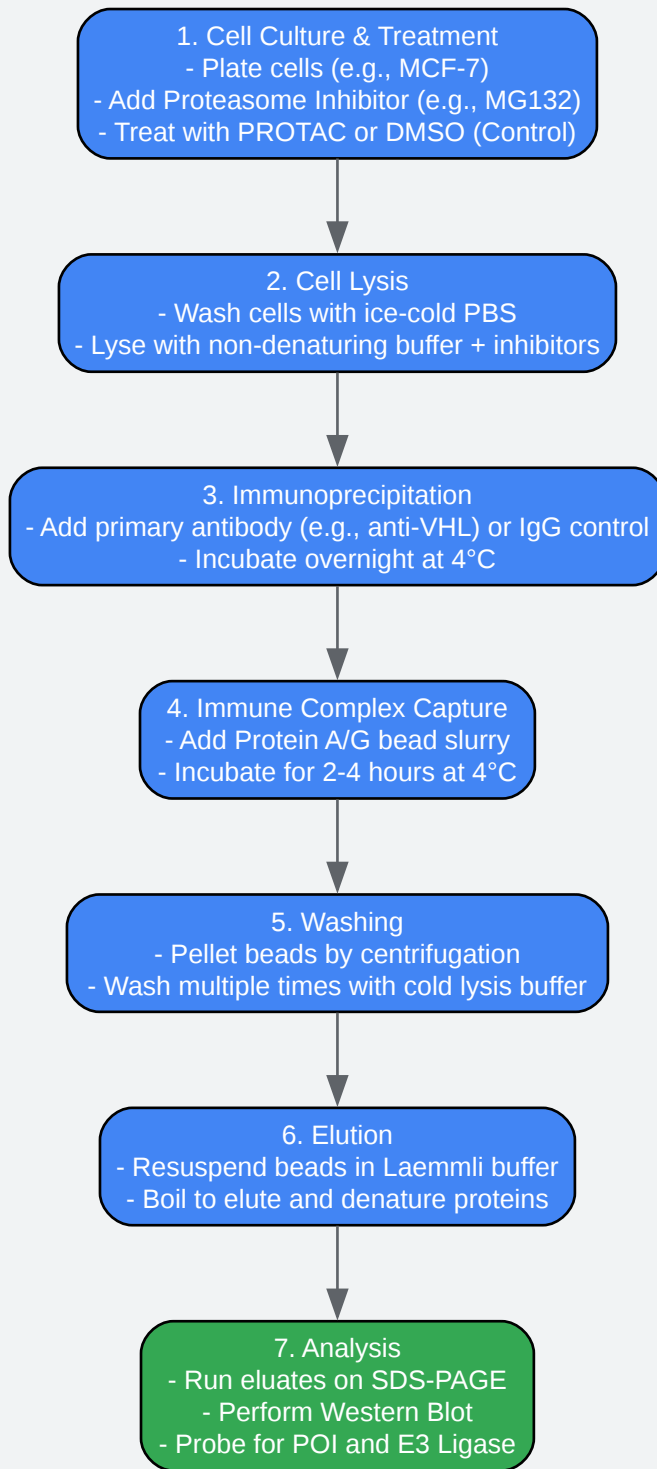 1. Cell Culture & Treatment
- Plate cells (e.g., MCF-7)
- Add Proteasome Inhibitor (e.g., MG132)
- Treat with PROTAC or DMSO (Control)
2. Cell Lysis
- Wash cells with ice-cold PBS
- Lyse with non-denaturing buffer + inhibitors
3. Immunoprecipitation
- Add primary antibody (e.g., anti-VHL) or IgG control
- Incubate overnight at 4°C
4. Immune Complex Capture
- Add Protein A/G bead slurry
- Incubate for 2-4 hours at 4°C
5. Washing
- Pellet beads by centrifugation
- Wash multiple times with cold lysis buffer
6. Elution
- Resuspend beads in Laemmli buffer
- Boil to elute and denature proteins
7. Analysis
- Run eluates on SDS-PAGE
- Perform Western Blot
- Probe for POI and E3 Ligase